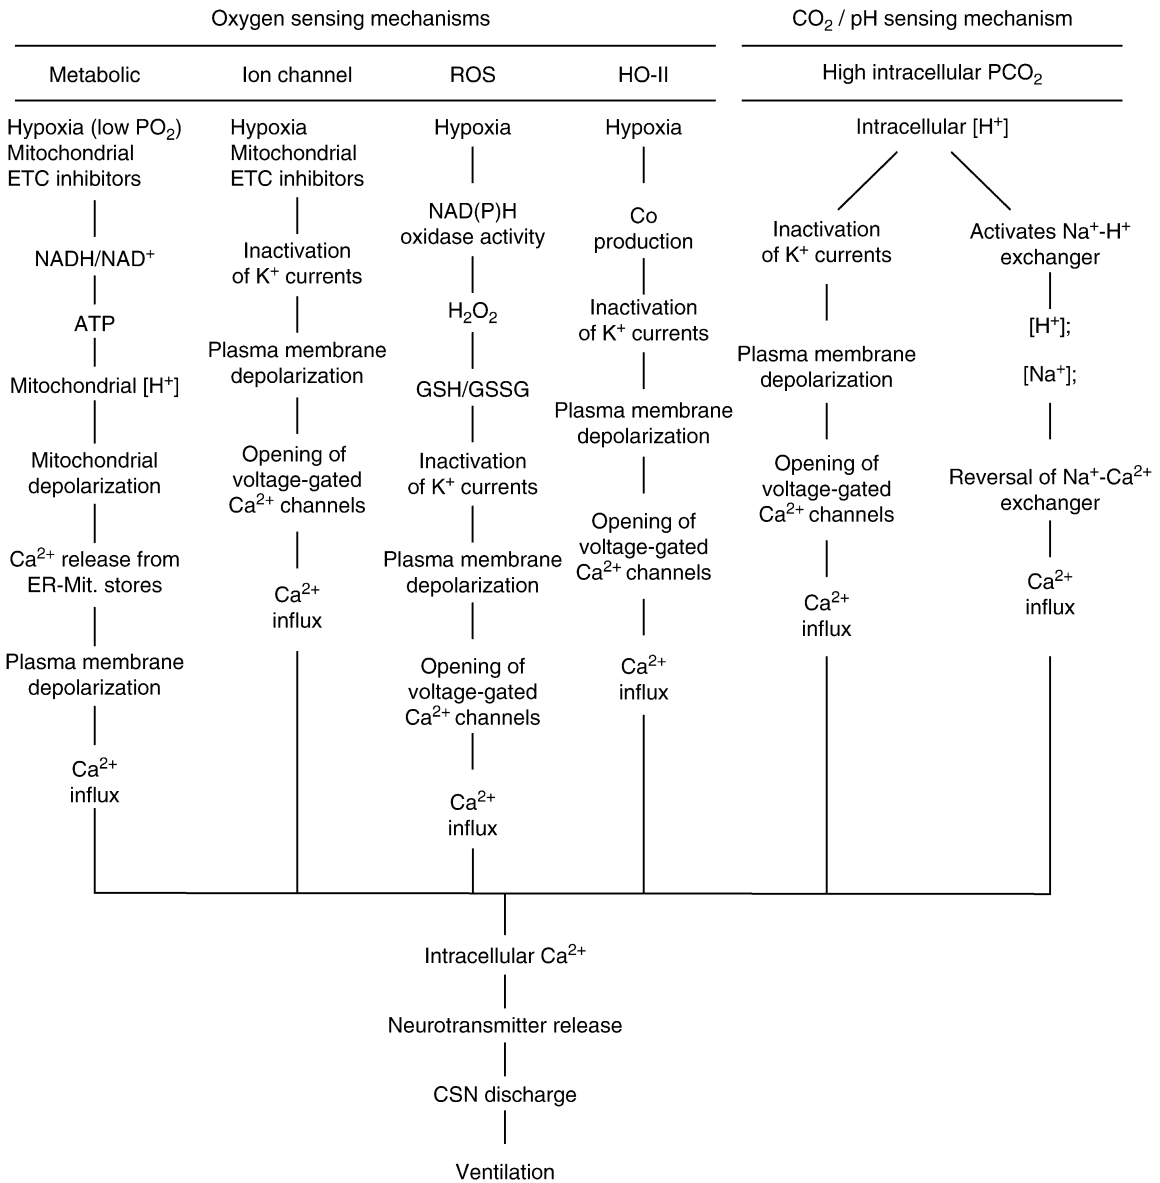 Oxygen sensing mechanisms
CO₂ / pH sensing mechanism
Metabolic
Ion channel
ROS
HO-II
High intracellular PCO₂
Hypoxia (low PO₂)
Mitochondrial
ETC inhibitors
NADH/NAD⁺
ATP
Mitochondrial [H⁺]
Mitochondrial
depolarization
Ca²⁺ release from
ER-Mit. stores
Plasma membrane
depolarization
Ca²⁺
influx
Hypoxia
Mitochondrial
ETC inhibitors
Inactivation
of K⁺ currents
Plasma membrane
depolarization
Opening of
voltage-gated
Ca²⁺ channels
Ca²⁺
influx
Hypoxia
NAD(P)H
oxidase activity
H₂O₂
GSH/GSSG
Inactivation
of K⁺ currents
Plasma membrane
depolarization
Opening of
voltage-gated
Ca²⁺ channels
Ca²⁺
influx
Hypoxia
Co
production
Inactivation
of K⁺ currents
Plasma membrane
depolarization
Opening of
voltage-gated
Ca²⁺ channels
Ca²⁺
influx
Intracellular [H⁺]
Inactivation
of K⁺ currents
Plasma membrane
depolarization
Opening of
voltage-gated
Ca²⁺ channels
Ca²⁺
influx
Activates Na⁺-H⁺
exchanger
[H⁺];
[Na⁺];
Reversal of Na⁺-Ca²⁺
exchanger
Ca²⁺
influx
Intracellular Ca²⁺
Neurotransmitter release
CSN discharge
Ventilation